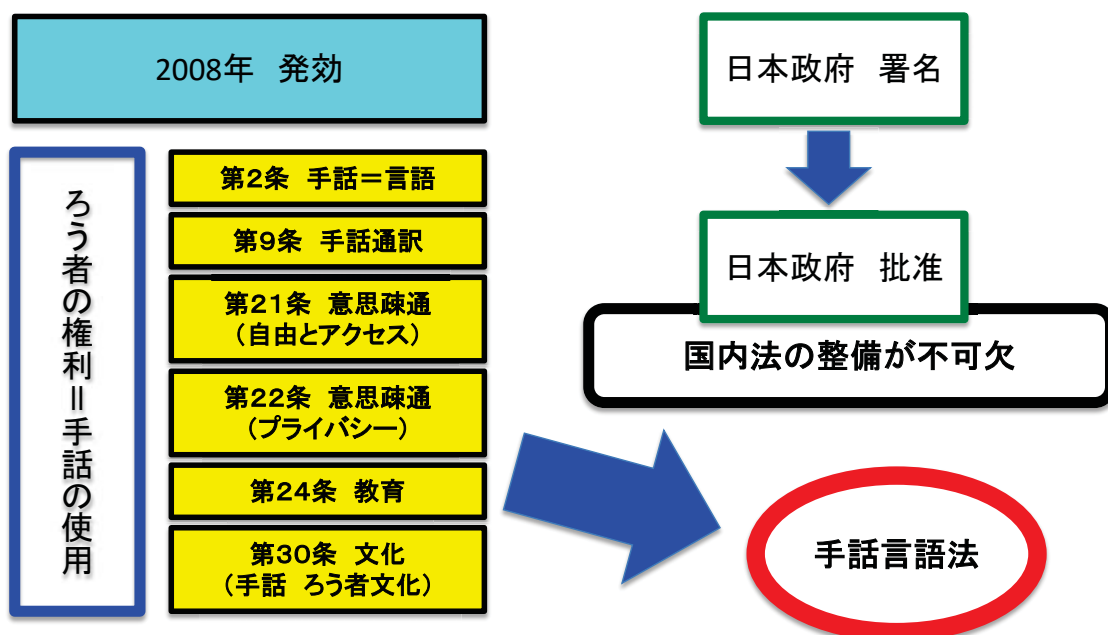 2008年　発効
ろう者の権利＝手話の使用
第2条　手話＝言語
第9条　手話通訳
第21条　意思疎通
（自由とアクセス）
第22条　意思疎通
（プライバシー）
第24条　教育
第30条　文化
（手話　ろう者文化）
日本政府　署名
日本政府　批准
国内法の整備が不可欠
手話言語法